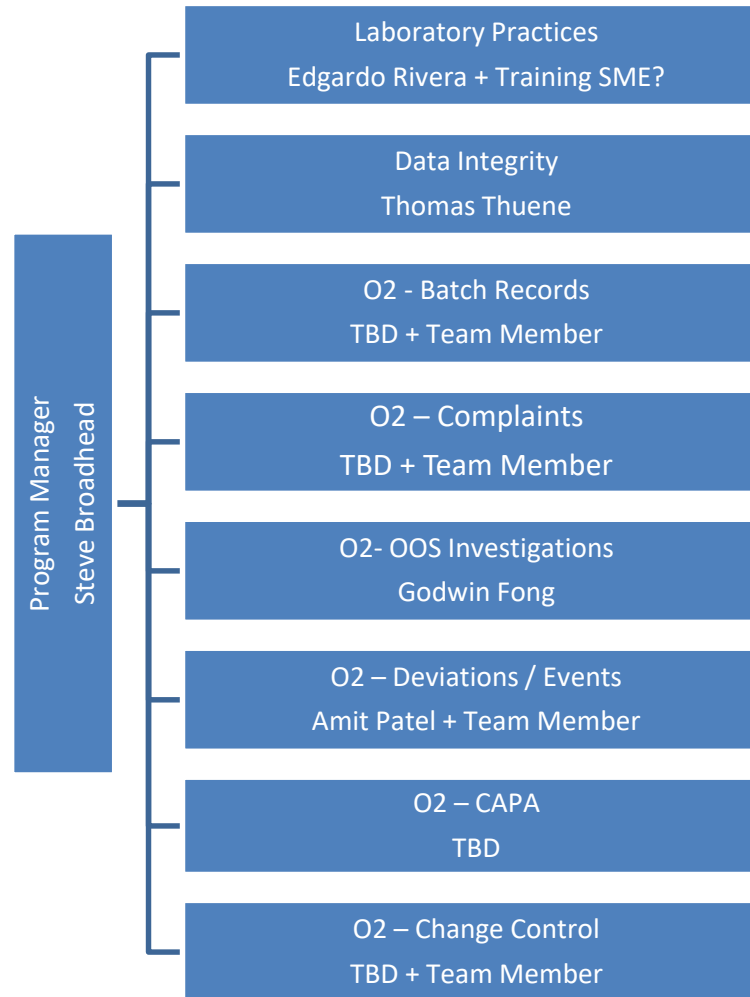 Program Manager
Steve Broadhead
Laboratory Practices
Edgardo Rivera + Training SME?
Data Integrity
Thomas Thuene
O2 - Batch Records
TBD + Team Member
O2 – Complaints
TBD + Team Member
O2- OOS Investigations
Godwin Fong
O2 – Deviations / Events
Amit Patel + Team Member
O2 – CAPA
TBD
O2 – Change Control
TBD + Team Member